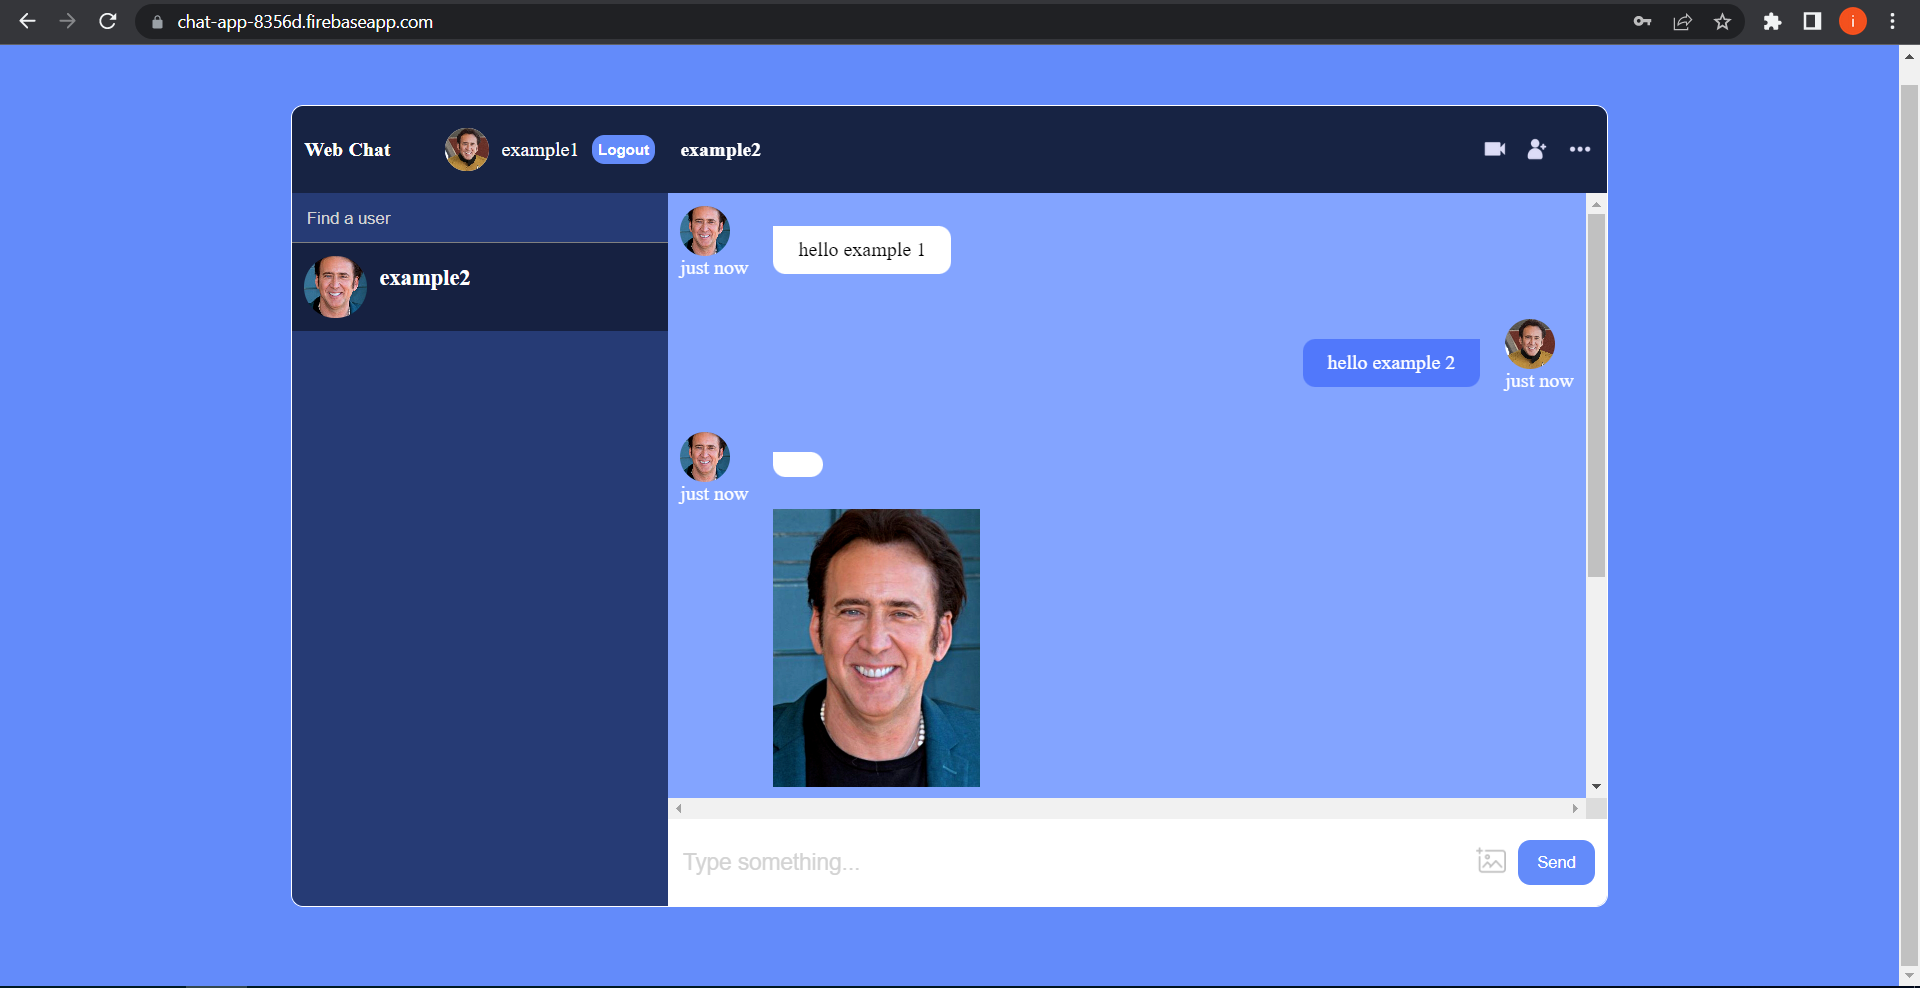 chat-app-8356d.firebaseapp.com
i
Web Chat
example1
Logout
example2
Find a user
example2
hello example 1
just now
hello example 2
just now
just now
Type something...
Send